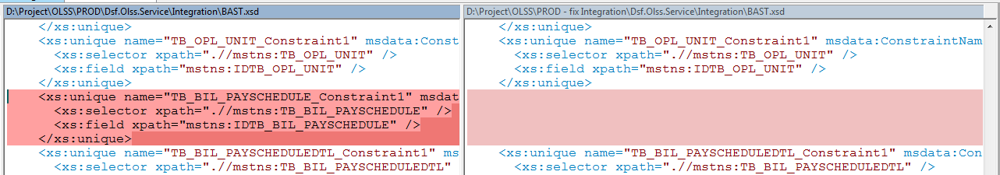 D:\Project\OLSS\PROD\Dsf.Olss.Service\Integration\BAST.xsd
</xs:unique>
<xs:unique name="TB_OPL_UNIT_Constraint1" msdata:Const
<xs:selector xpath=".//mstns:TB_OPL_UNIT" />
<xs:field xpath="mstns:IDTB_OPL_UNIT" />
</xs:unique>
<xs:unique name="TB_BIL_PAYSCHEDULE_Constraint1" msdat
<xs:selector xpath=".//mstns:TB_BIL_PAYSCHEDULE" />
<xs:field xpath="mstns:IDTB_BIL_PAYSCHEDULE" />
</xs:unique>
<xs:unique name="TB_BIL_PAYSCHEDULEDTL_Constraint1" ms
<xs:selector xpath=".//mstns:TB_BIL_PAYSCHEDULEDTL"
D:\Project\OLSS\PROD - fix Integration\Dsf.Olss.Service\Integration\BAST.xsd
</xs:unique>
<xs:unique name="TB_OPL_UNIT_Constraint1" msdata:ConstraintNam
<xs:selector xpath=".//mstns:TB_OPL_UNIT" />
<xs:field xpath="mstns:IDTB_OPL_UNIT" />
</xs:unique>
<xs:unique name="TB_BIL_PAYSCHEDULEDTL_Constraint1" msdata:Con
<xs:selector xpath=".//mstns:TB_BIL_PAYSCHEDULEDTL" />